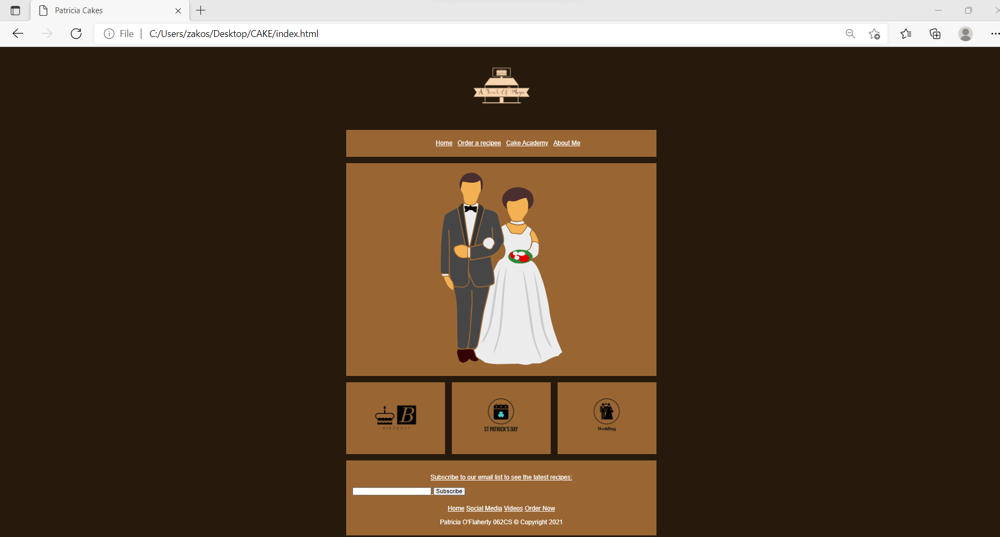 Patricia Cakes
File C:/Users/zakos/Desktop/CAKE/index.html
A Touch Of Magic
Home Order a recipee Cake Academy About Me
B
BIRTHDAY
ST PATRICK'S DAY
Wedding
Subscribe to our email list to see the latest recipes:
Subscribe
Home Social Media Videos Order Now
Patricia O'Flaherty 062CS © Copyright 2021